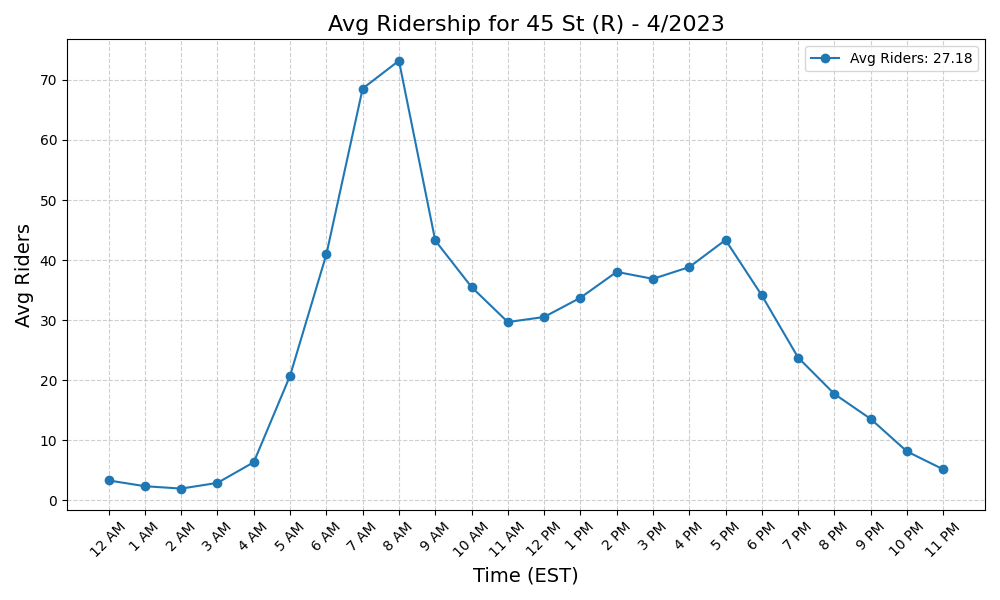 Avg Ridership for 45 St (R) - 4/2023
Avg Riders: 27.18
Avg Riders
70
60
50
40
30
20
10
0
12 AM
1 AM
2 AM
3 AM
4 AM
5 AM
6 AM
7 AM
8 AM
9 AM
10 AM
11 AM
12 PM
1 PM
2 PM
3 PM
4 PM
5 PM
6 PM
7 PM
8 PM
9 PM
10 PM
11 PM
Time (EST)